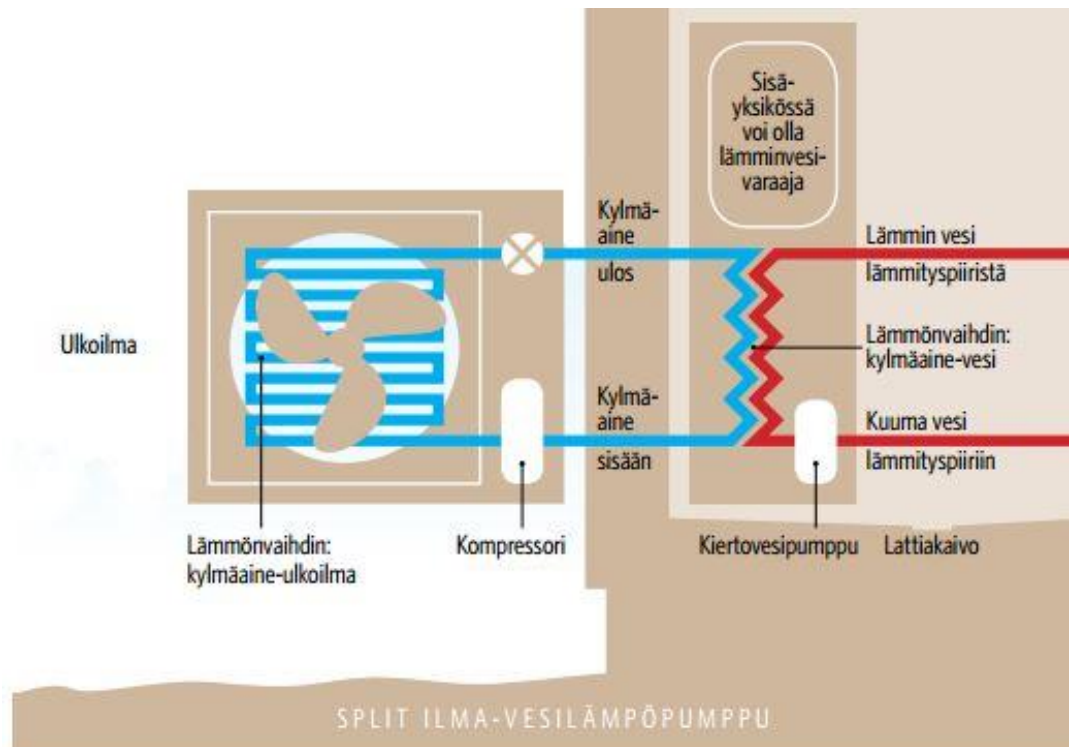 Sisä-
yksikössä
voi olla
lämminvesi-
varaaja
Kylmä-
aine
ulos
Lämmin vesi
lämmityspiiristä
Ulkoilma
Lämmönvaihdin:
kylmäaine-vesi
Kylmä-
aine
sisään
Kuuma vesi
lämmityspiiriin
Lämmönvaihdin:
kylmäaine-ulkoilma
Kompressori
Kiertovesipumppu
Lattiakaivo
SPLIT ILMA-VESILÄMPÖPUMPPU